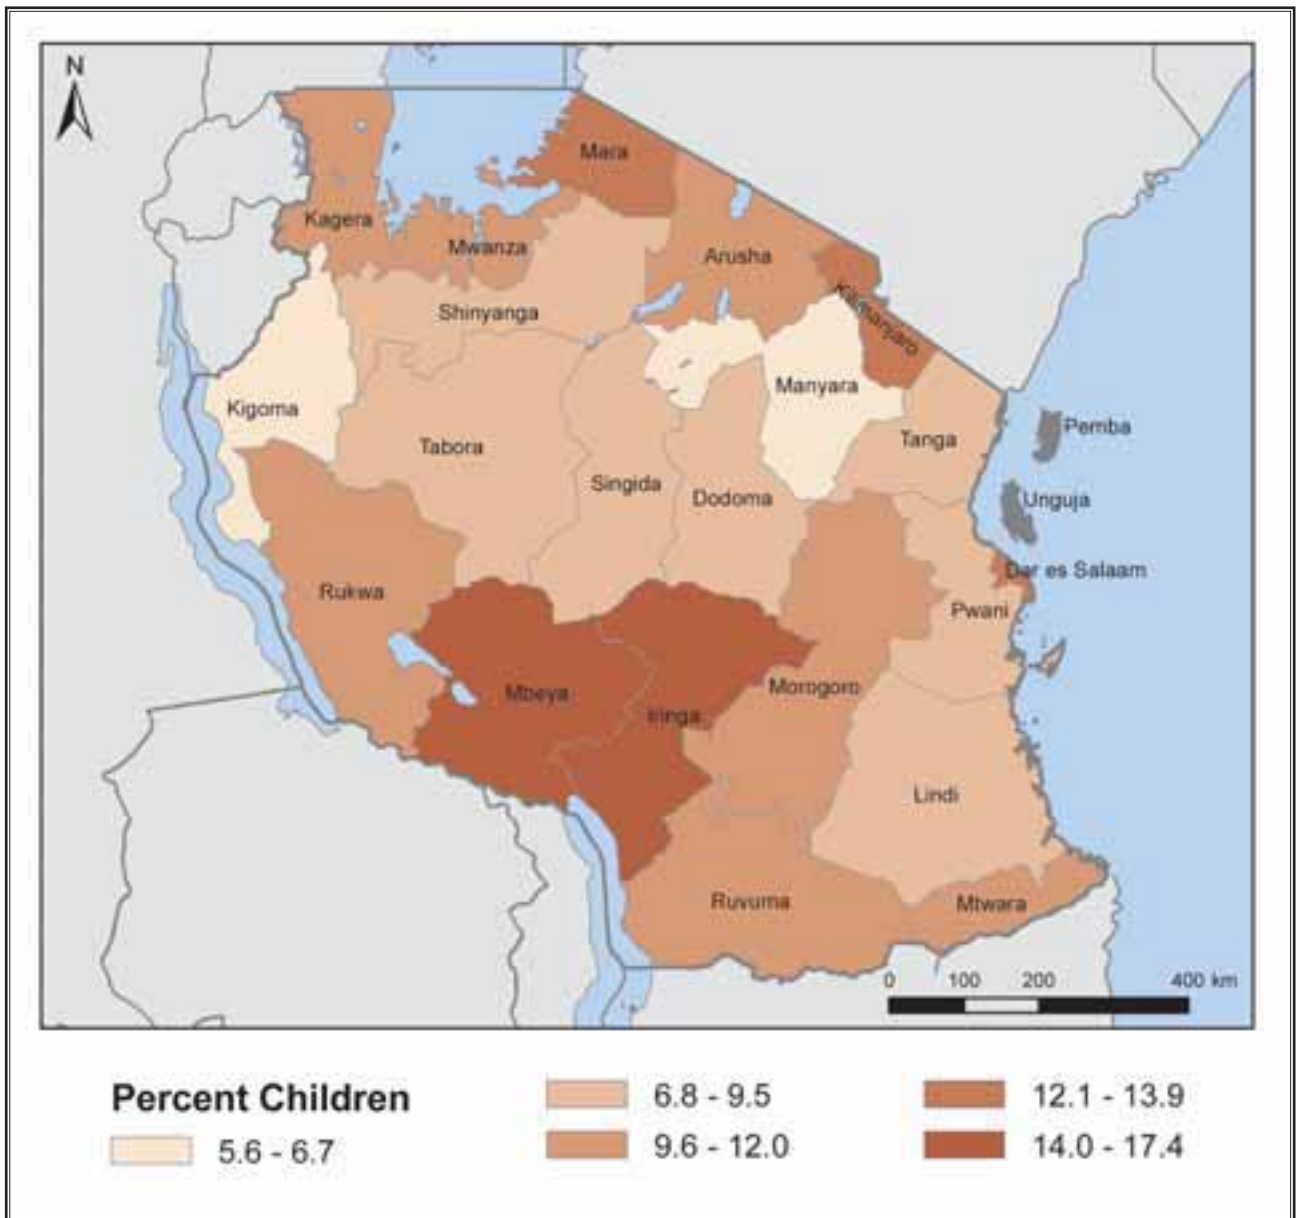 N
Mara
Kagera
Mwanza
Arusha
Shinyanga
Kilimanjaro
Manyara
Kigoma
Pemba
Tanga
Tabora
Singida
Dodoma
Unguja
Dar es Salaam
Rukwa
Pwani
Mbeya
Morogoro
Iringa
Lindi
Ruvuma
Mtwara
0 100 200 400 km
Percent Children
5.6 - 6.7
6.8 - 9.5
9.6 - 12.0
12.1 - 13.9
14.0 - 17.4